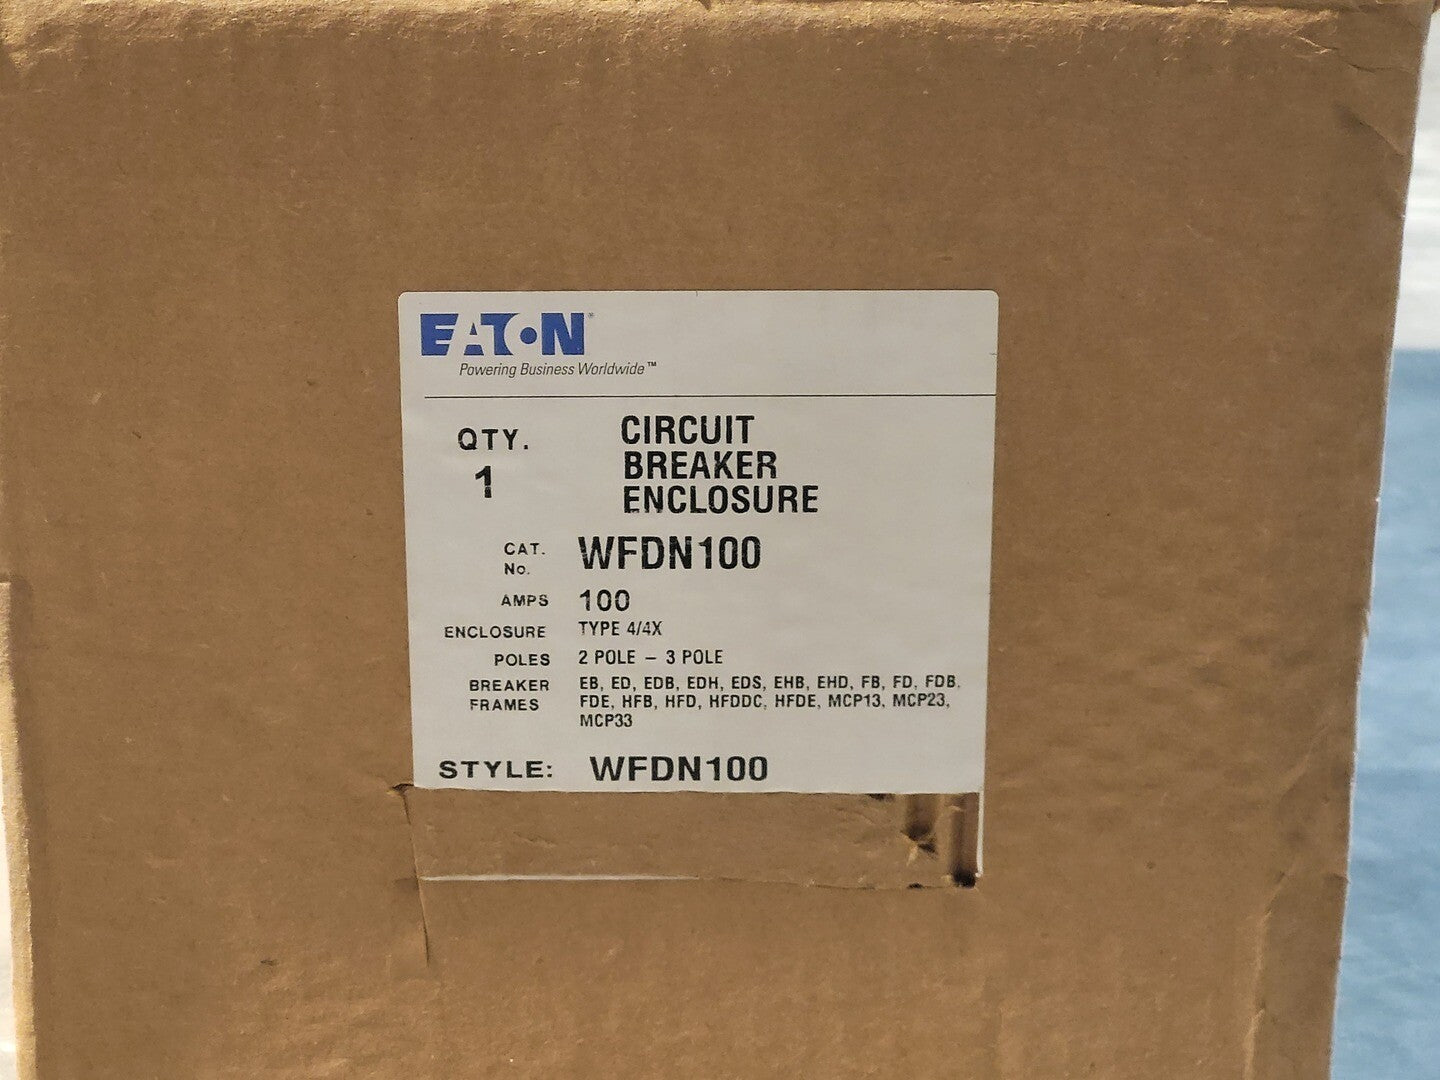 EATON®
Powering Business Worldwide™
QTY.
1
CIRCUIT
BREAKER
ENCLOSURE
CAT.
No.
WFDN100
AMPS 100
ENCLOSURE TYPE 4/4X
POLES 2 POLE – 3 POLE
BREAKER
FRAMES
EB, ED, EDB, EDH, EDS, EHB, EHD, FB, FD, FDB,
FDE, HFB, HFD, HFDDC, HFDE, MCP13, MCP23,
MCP33
STYLE: WFDN100